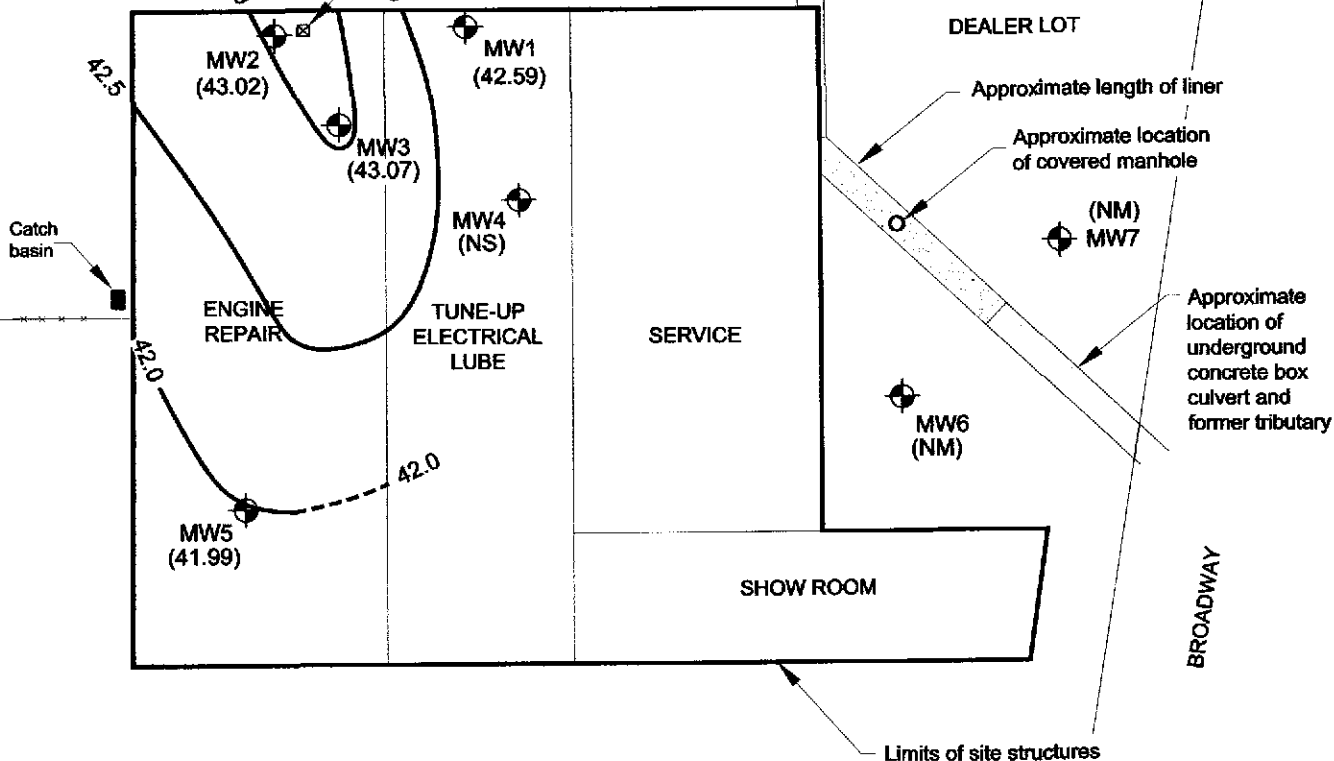 DEALER LOT
MW2
(43.02)
MW1
(42.59)
42.5
Approximate length of liner
Approximate location
of covered manhole
MW3
(43.07)
MW4
(NS)
(NM)
MW7
Catch
basin
ENGINE
REPAIR
TUNE-UP
ELECTRICAL
LUBE
SERVICE
Approximate
location of
underground
concrete box
culvert and
former tributary
42.0
MW6
(NM)
42.0
MW5
(41.99)
SHOW ROOM
BROADWAY
Limits of site structures